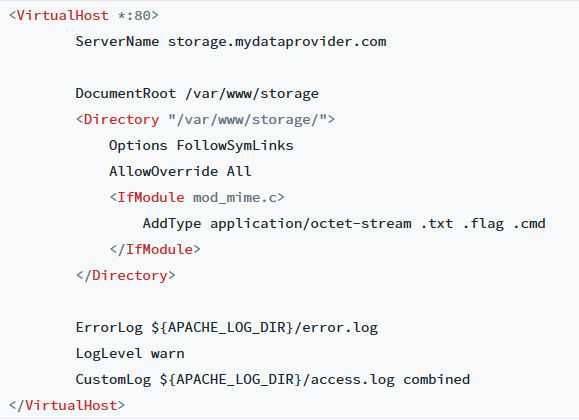 <VirtualHost *:80>
ServerName storage.mydataprovider.com
DocumentRoot /var/www/storage
<Directory "/var/www/storage/">
Options FollowSymLinks
AllowOverride All
<IfModule mod_mime.c>
AddType application/octet-stream .txt .flag .cmd
</IfModule>
</Directory>
ErrorLog ${APACHE_LOG_DIR}/error.log
LogLevel warn
CustomLog ${APACHE_LOG_DIR}/access.log combined
</VirtualHost>